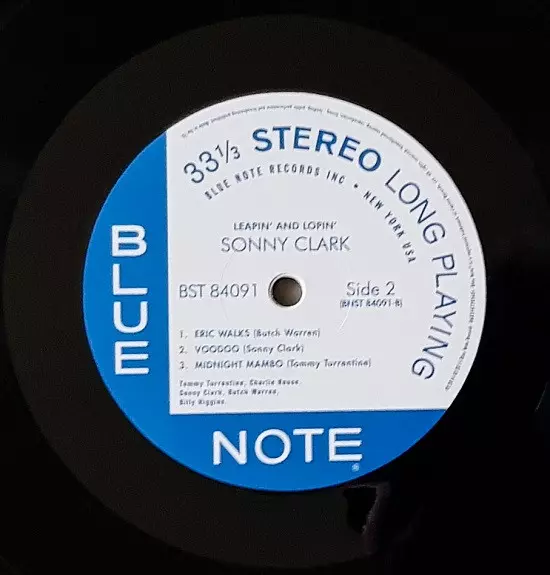 33 1/3 STEREO LONG PLAYING
BLUE NOTE RECORDS INC • NEW YORK USA
LEAPIN' AND LOPIN'
SONNY CLARK
BST 84091
Side 2
(BNST 84091-B)
1. ERIC WALKS (Butch Warren)
2. VOODOO (Sonny Clark)
3. MIDNIGHT MAMBO (Tommy Turrentine)
Tommy Turrentine, Charlie Rouse,
Sonny Clark, Butch Warren,
Billy Higgins
BLUE
NOTE
®